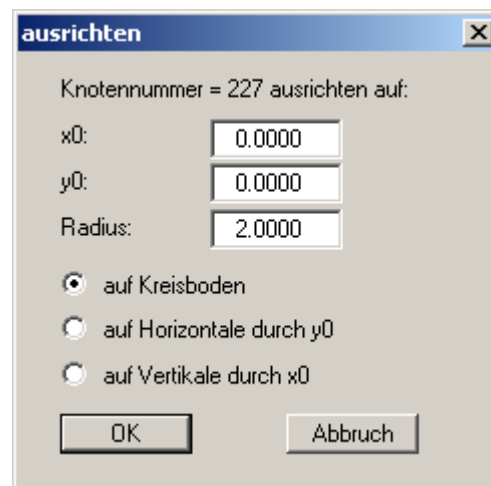 ausrichten
Knotennummer = 227 ausrichten auf:
x0: 0.0000
y0: 0.0000
Radius: 2.0000
auf Kreisboden
auf Horizontale durch y0
auf Vertikale durch x0
OK Abbruch